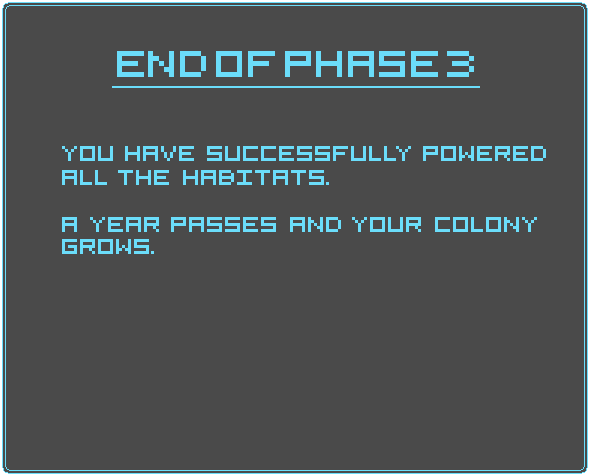 END OF PHASE 3
YOU HAVE SUCCESSFULLY POWERED
ALL THE HABITATS.
A YEAR PASSES AND YOUR COLONY
GROWS.